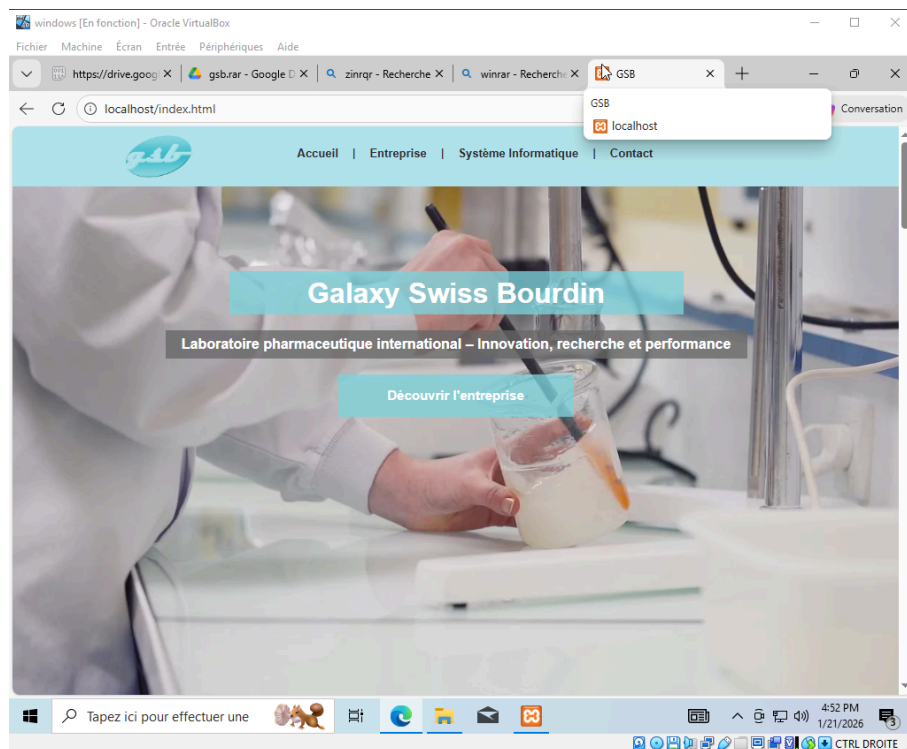 windows [En fonction] - Oracle VirtualBox
Fichier Machine Écran Entrée Périphériques Aide
https://drive.goog
gsb.rar - Google D
zinrqr - Recherche
winrar - Recherche
GSB
localhost/index.html
GSB
localhost
Conversation
gsb
Accueil | Entreprise | Système Informatique | Contact
Galaxy Swiss Bourdin
Laboratoire pharmaceutique international – Innovation, recherche et performance
Découvrir l'entreprise
Tapez ici pour effectuer une
4:52 PM
1/21/2026
3
CTRL DROITE